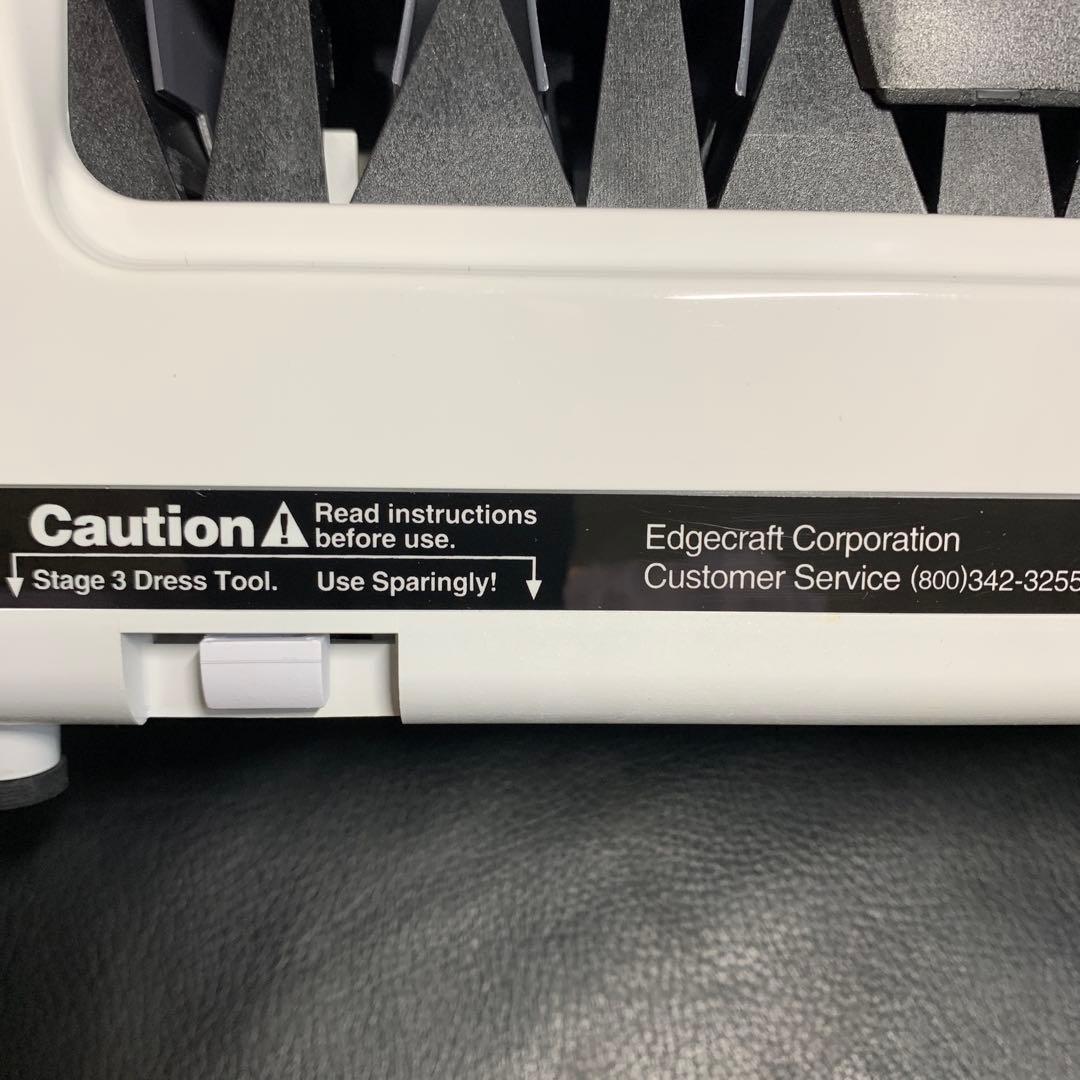 Caution Read instructions
before use.
Stage 3 Dress Tool. Use Sparingly!
Edgecraft Corporation
Customer Service (800)342-3255